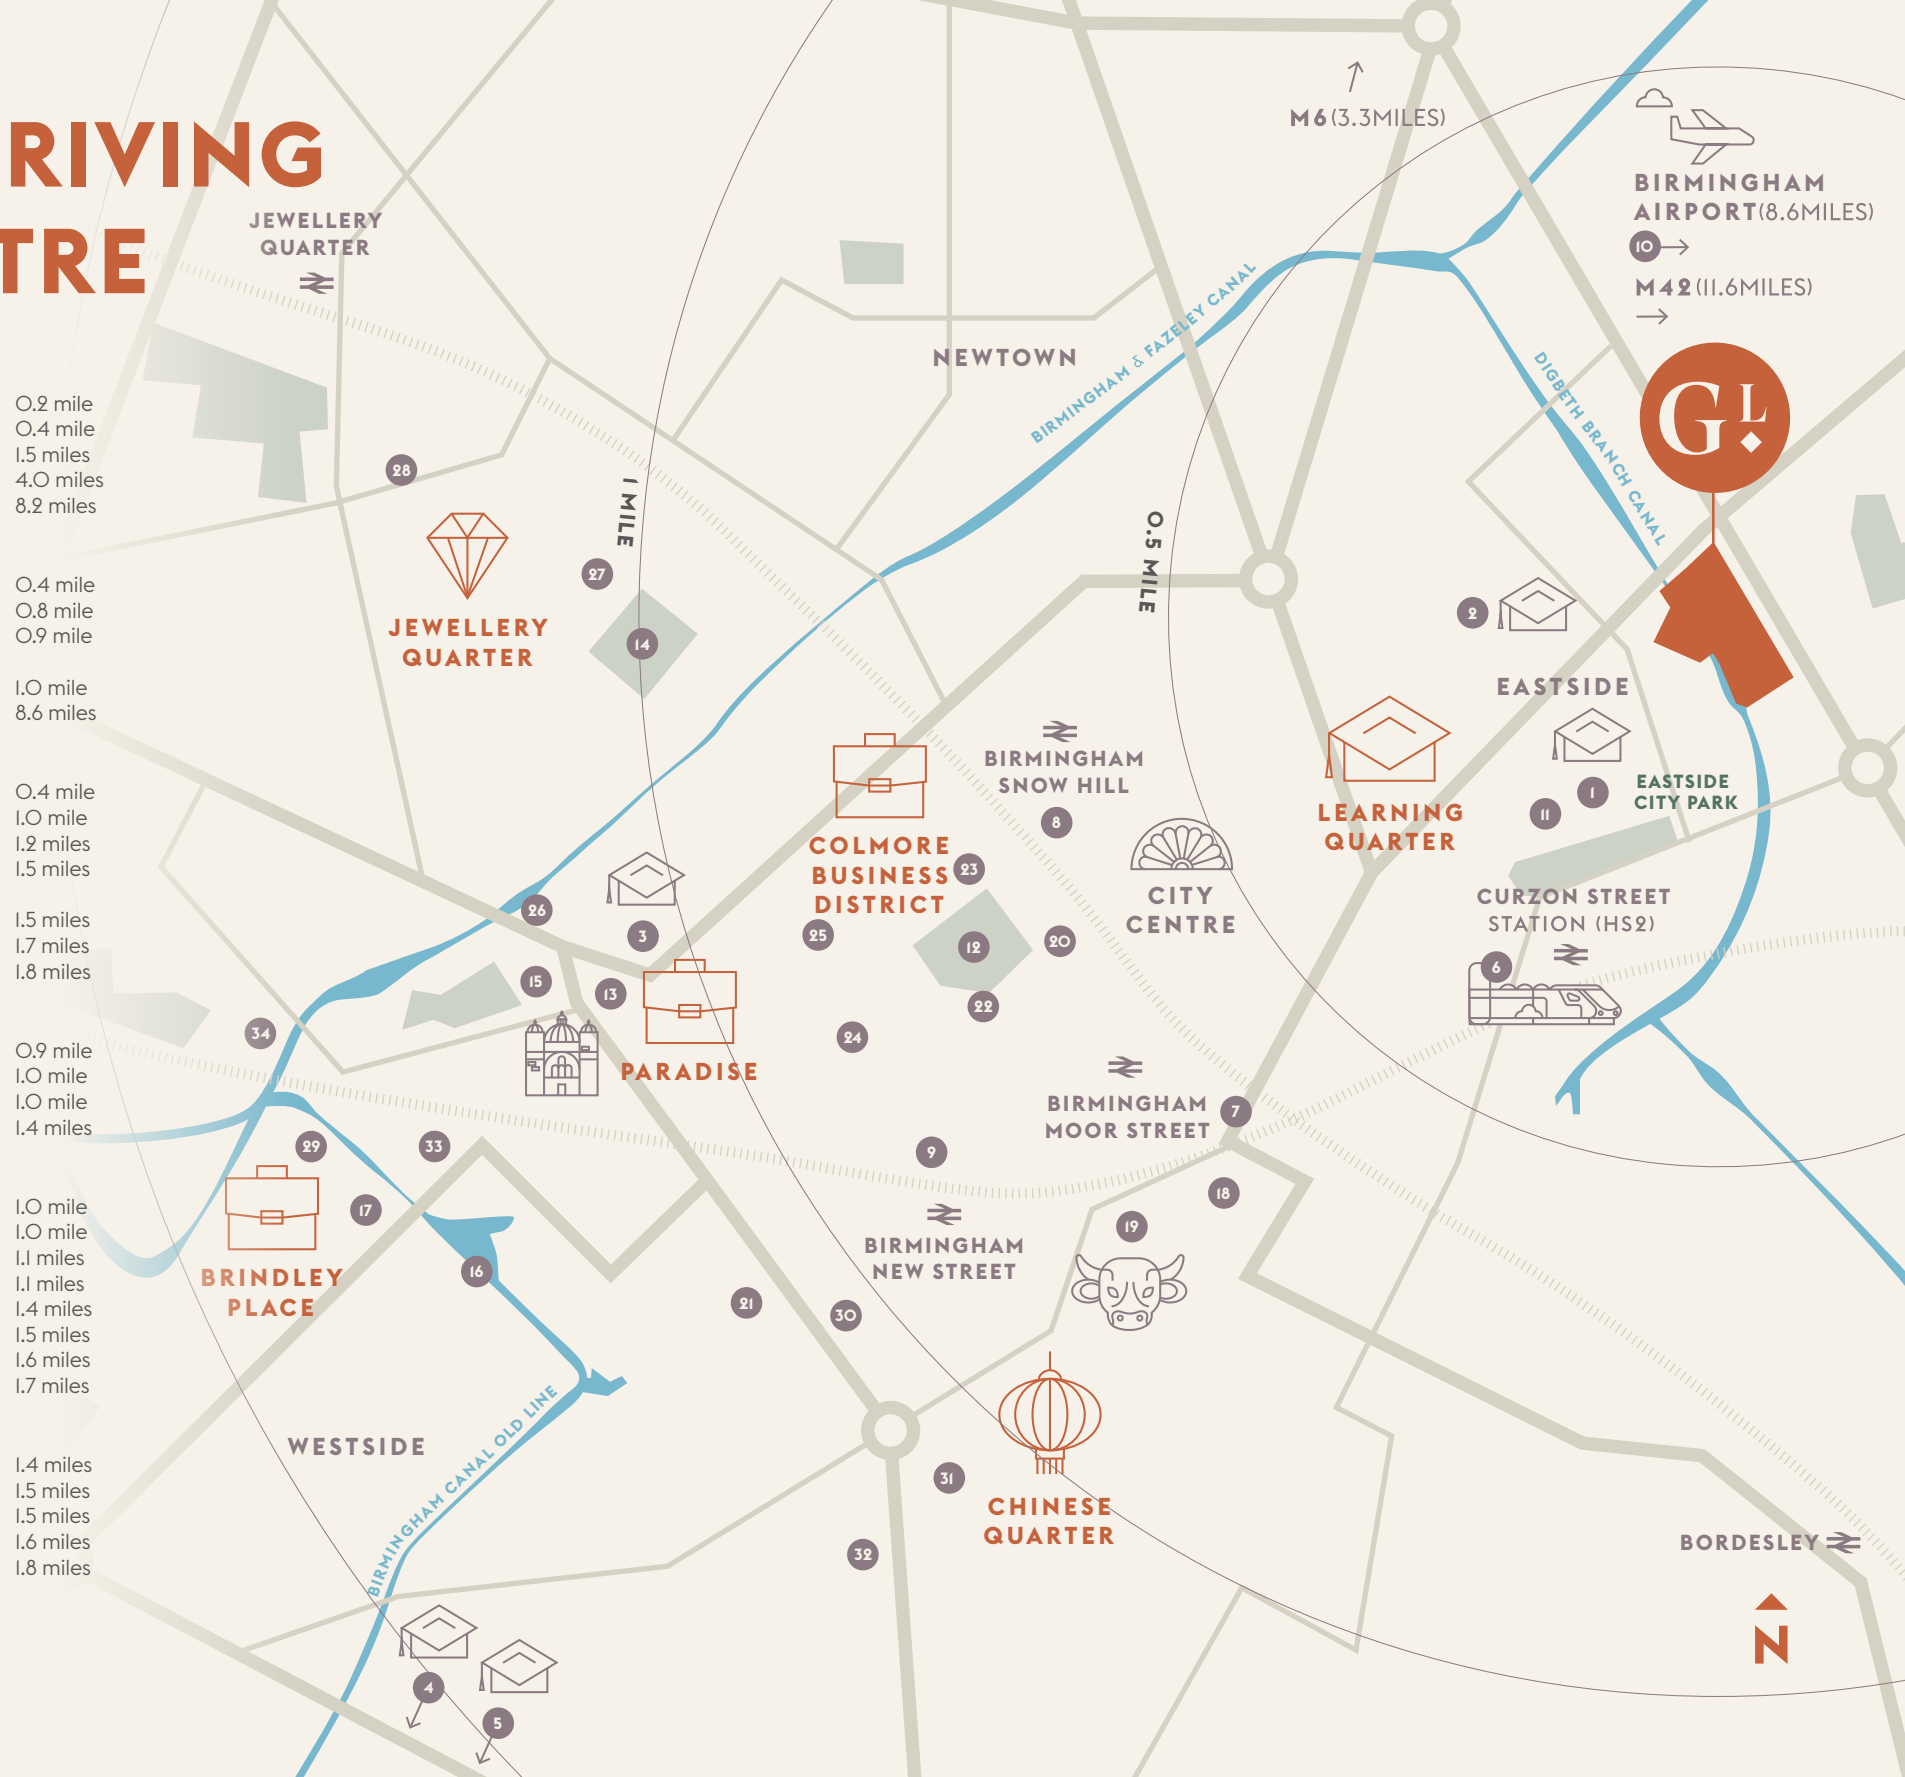 RIVING
TRE
0.2 mile
0.4 mile
1.5 miles
4.0 miles
8.2 miles
0.4 mile
0.8 mile
0.9 mile
1.0 mile
8.6 miles
0.4 mile
1.0 mile
1.2 miles
1.5 miles
1.5 miles
1.7 miles
1.8 miles
0.9 mile
1.0 mile
1.0 mile
1.4 miles
1.0 mile
1.0 mile
1.1 miles
1.1 miles
1.4 miles
1.5 miles
1.6 miles
1.7 miles
1.4 miles
1.5 miles
1.5 miles
1.6 miles
1.8 miles
JEWELLERY
QUARTER
M6 (3.3MILES)
BIRMINGHAM
AIRPORT (8.6MILES)
10
M42 (11.6MILES)
GL
NEWTOWN
BIRMINGHAM & FAZELEY CANAL
DIGBETH BRANCH CANAL
28
1 MILE
0.5 MILE
27
14
JEWELLERY
QUARTER
2
EASTSIDE
BIRMINGHAM
SNOW HILL
8
LEARNING
QUARTER
1
11
EASTSIDE
CITY PARK
COLMORE
BUSINESS
DISTRICT
23
CITY
CENTRE
CURZON STREET
STATION (HS2)
6
26
3
25
12
20
15
13
22
24
34
PARADISE
BIRMINGHAM
MOOR STREET
7
29
33
9
17
18
19
BIRMINGHAM
NEW STREET
BRINDLEY
PLACE
16
21
30
WESTSIDE
BIRMINGHAM CANAL OLD LINE
31
CHINESE
QUARTER
32
BORDESLEY
N
4
5